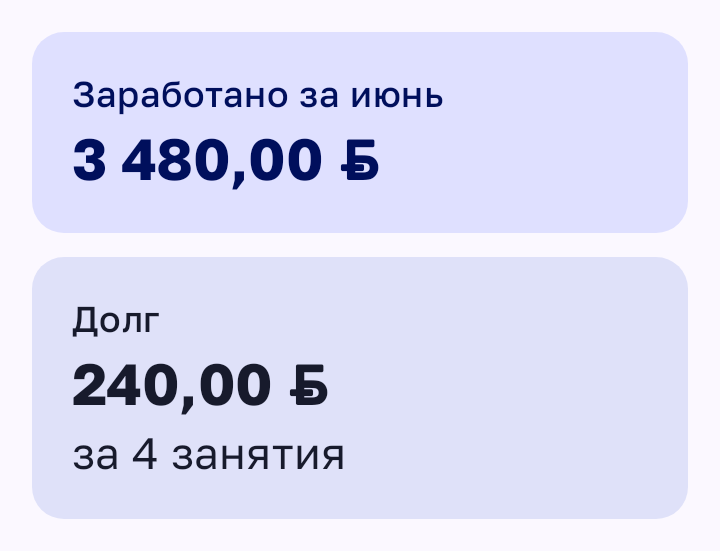 Заработано за июнь
3 480,00 Ƃ
Долг
240,00 Ƃ
за 4 занятия